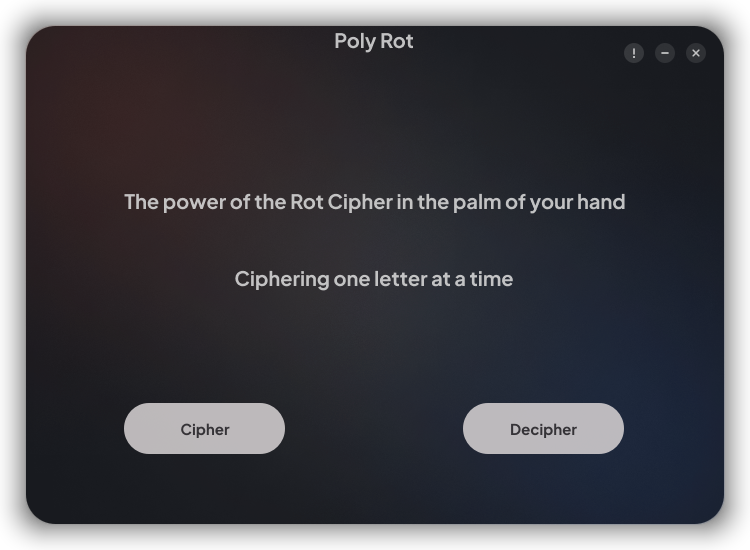 Poly Rot
The power of the Rot Cipher in the palm of your hand
Ciphering one letter at a time
Cipher
Decipher